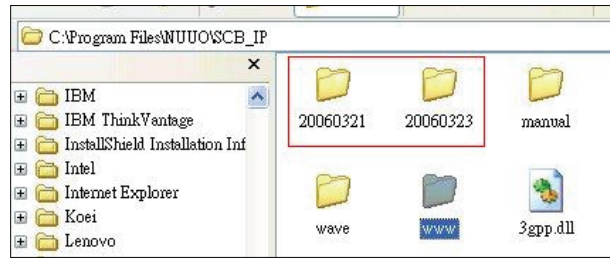 C:\Program Files\NUUO\SCB_IP
IBM
IBM ThinkVantage
InstallShield Installation Inf
Intel
Internet Explorer
Koei
Lenovo
20060321
20060323
manual
wave
www
3gpp.dll